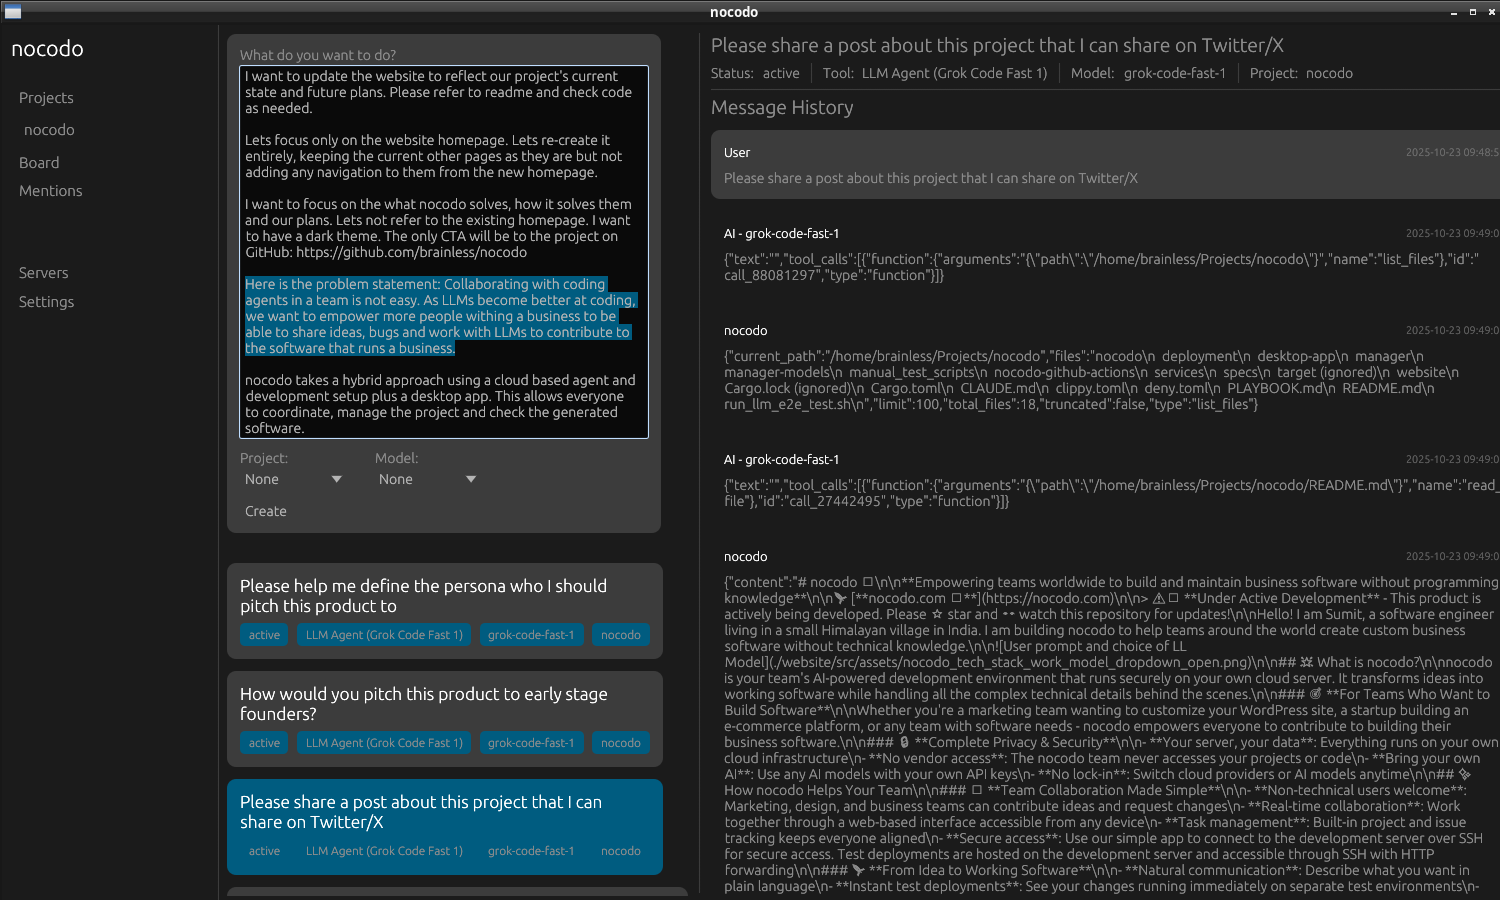 nocodo
nocodo
Projects
nocodo
Board
Mentions
Servers
Settings
What do you want to do?
I want to update the website to reflect our project's current
state and future plans. Please refer to readme and check code
as needed.
Lets focus only on the website homepage. Lets re-create it
entirely, keeping the current other pages as they are but not
adding any navigation to them from the new homepage.
I want to focus on the what nocodo solves, how it solves them
and our plans. Lets not refer to the existing homepage. I want
to have a dark theme. The only CTA will be to the project on
GitHub: https://github.com/brainless/nocodo
Here is the problem statement: Collaborating with coding
agents in a team is not easy. As LLMs become better at coding,
we want to empower more people withing a business to be
able to share ideas, bugs and work with LLMs to contribute to
the software that runs a business.
nocodo takes a hybrid approach using a cloud based agent and
development setup plus a desktop app. This allows everyone
to coordinate, manage the project and check the generated
software.
Project: Model:
None None
Create
Please help me define the persona who I should
pitch this product to
active LLM Agent (Grok Code Fast 1) grok-code-fast-1 nocodo
How would you pitch this product to early stage
founders?
active LLM Agent (Grok Code Fast 1) grok-code-fast-1 nocodo
Please share a post about this project that I can
share on Twitter/X
active LLM Agent (Grok Code Fast 1) grok-code-fast-1 nocodo
Please share a post about this project that I can share on Twitter/X
Status: active Tool: LLM Agent (Grok Code Fast 1) Model: grok-code-fast-1 Project: nocodo
Message History
User 2025-10-23 09:48:5
Please share a post about this project that I can share on Twitter/X
AI - grok-code-fast-1 2025-10-23 09:49:0
{"text":"","tool_calls":[{"function":{"arguments":"{\"path\":\"/home/brainless/Projects/nocodo\"}","name":"list_files"},"id":"
call_88081297","type":"function"}]}
nocodo 2025-10-23 09:49:0
{"current_path":"/home/brainless/Projects/nocodo","files":"nocodo\n deployment\n desktop-app\n manager\n
manager-models\n manual_test_scripts\n nocodo-github-actions\n services\n specs\n target (ignored)\n website\n
Cargo.lock (ignored)\n Cargo.toml\n CLAUDE.md\n clippy.toml\n deny.toml\n PLAYBOOK.md\n README.md\n
run_llm_e2e_test.sh\n","limit":100,"total_files":18,"truncated":false,"type":"list_files"}
AI - grok-code-fast-1 2025-10-23 09:49:0
{"text":"","tool_calls":[{"function":{"arguments":"{\"path\":\"/home/brainless/Projects/nocodo/README.md\"}","name":"read_
file"},"id":"call_27442495","type":"function"}]}
nocodo 2025-10-23 09:49:0
{"content":"# nocodo □\n\n**Empowering teams worldwide to build and maintain business software without programming
knowledge**\n\n🚀 [**nocodo.com □**](https://nocodo.com)\n\n> ⚠□ **Under Active Development** - This product is
actively being developed. Please ⭐ star and 👀 watch this repository for updates!\n\nHello! I am Sumit, a software engineer
living in a small Himalayan village in India. I am building nocodo to help teams around the world create custom business
software without technical knowledge.\n\n![User prompt and choice of LL
Model](./website/src/assets/nocodo_tech_stack_work_model_dropdown_open.png)\n\n## What is nocodo?\n\nnocodo
is your team's AI-powered development environment that runs securely on your own cloud server. It transforms ideas into
working software while handling all the complex technical details behind the scenes.\n\n### 🎯 **For Teams Who Want to
Build Software**\n\nWhether you're a marketing team wanting to customize your WordPress site, a startup building an
e-commerce platform, or any team with software needs - nocodo empowers everyone to contribute to building their
business software.\n\n### 🔒 **Complete Privacy & Security**\n\n- **Your server, your data**: Everything runs on your own
cloud infrastructure\n- **No vendor access**: The nocodo team never accesses your projects or code\n- **Bring your own
AI**: Use any AI models with your own API keys\n- **No lock-in**: Switch cloud providers or AI models anytime\n\n## ✨
How nocodo Helps Your Team\n\n### □ **Team Collaboration Made Simple**\n\n- **Non-technical users welcome**:
Marketing, design, and business teams can contribute ideas and request changes\n- **Real-time collaboration**: Work
together through a web-based interface accessible from any device\n- **Task management**: Built-in project and issue
tracking keeps everyone aligned\n- **Secure access**: Use our simple app to connect to the development server over SSH
for secure access. Test deployments are hosted on the development server and accessible through SSH with HTTP
forwarding\n\n### 🚀 **From Idea to Working Software**\n\n- **Natural communication**: Describe what you want in
plain language\n- **Instant test deployments**: See your changes running immediately on separate test environments\n-